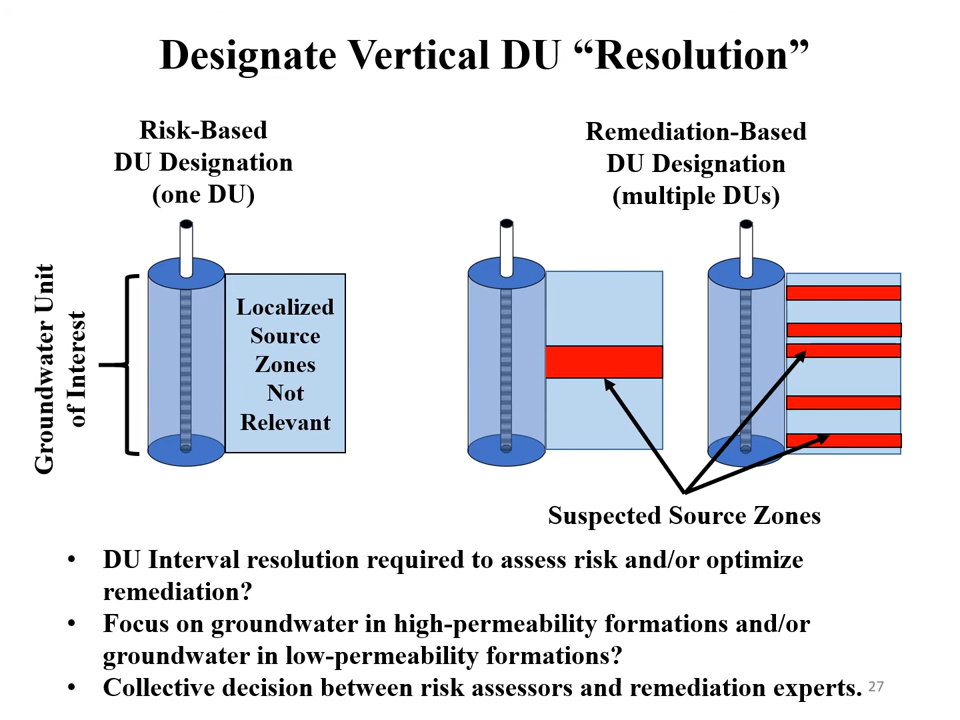 Designate Vertical DU “Resolution”
Risk-Based
DU Designation
(one DU)
Remediation-Based
DU Designation
(multiple DUs)
Groundwater Unit
of Interest
Localized
Source
Zones
Not
Relevant
Suspected Source Zones
• DU Interval resolution required to assess risk and/or optimize
remediation?
• Focus on groundwater in high-permeability formations and/or
groundwater in low-permeability formations?
• Collective decision between risk assessors and remediation experts.
27